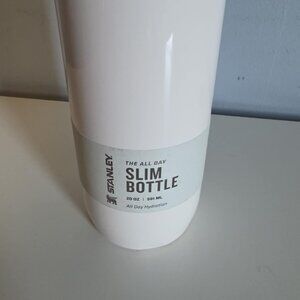 STANLEY
THE ALL DAY
SLIM
BOTTLE
20 OZ | 591 ML
All Day Hydration